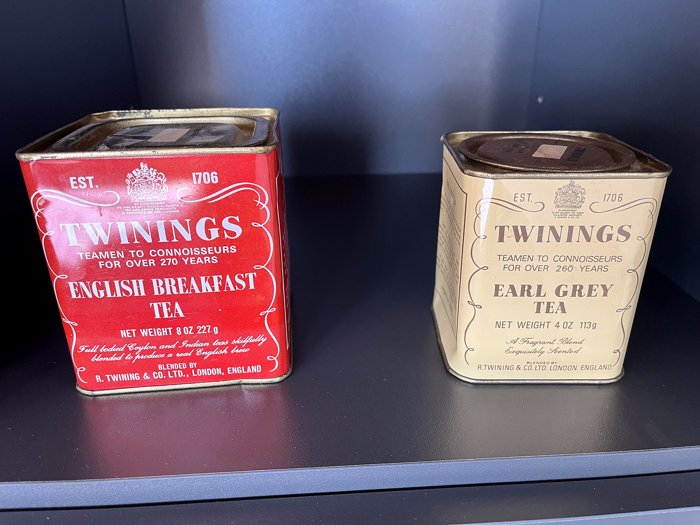 EST. 1706
TWININGS
TEAMEN TO CONNOISSEURS
FOR OVER 270 YEARS
ENGLISH BREAKFAST
TEA
NET WEIGHT 8 OZ 227 g
Full bodied Ceylon and Indian teas skilfully
blended to produce a real English brew
BLENDED BY
R. TWINING & CO. LTD., LONDON, ENGLAND
EST. 1706
TWININGS
TEAMEN TO CONNOISSEURS
FOR OVER 260 YEARS
EARL GREY
TEA
NET WEIGHT 4 OZ 113g
A Fragrant Blend
Exquisitely Scented
BLENDED BY
R. TWINING & CO. LTD. LONDON, ENGLAND